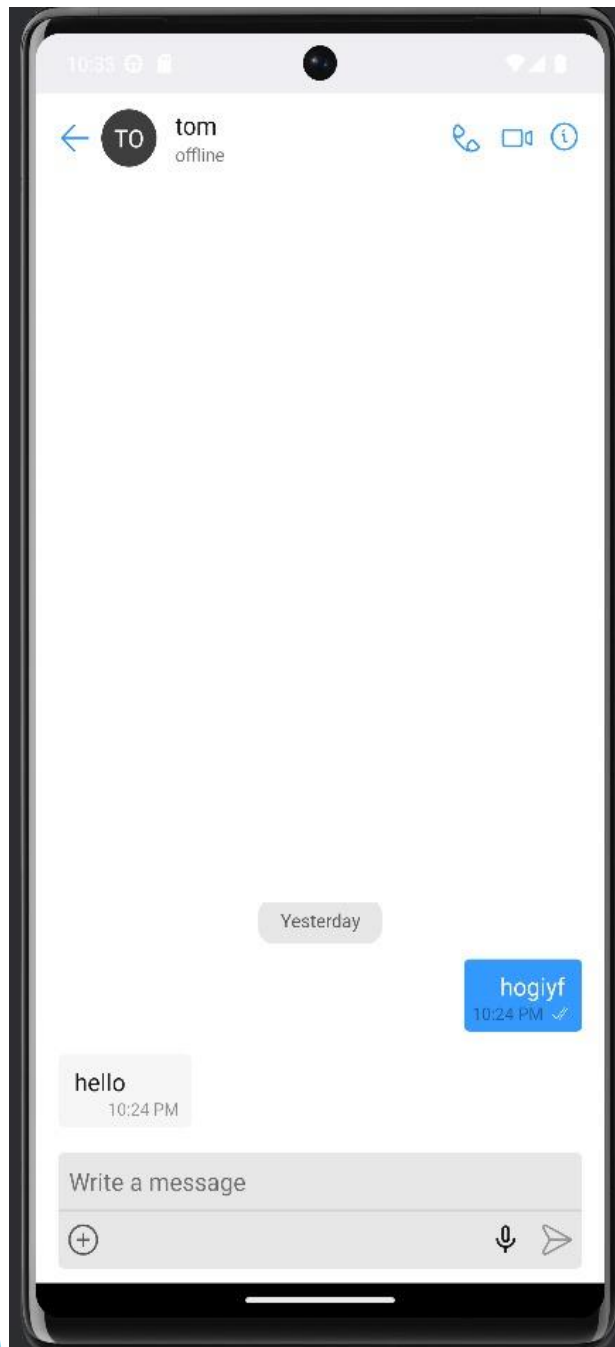 10:33
tom
TO
offline
Yesterday
hogiyf
10:24 PM
hello
10:24 PM
Write a message